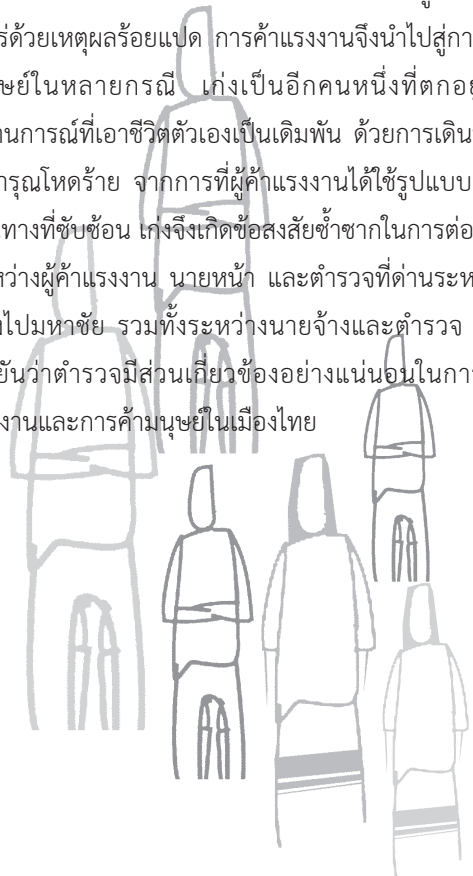 ร่ด้วยเหตุผลร้อยแปด การค้าแรงงานจึงนำไปสู่กา
ษย์ในหลายกรณี เก่งเป็นอีกคนหนึ่งที่ตกอยู
านการณ์ที่เอาชีวิตตัวเองเป็นเดิมพัน ด้วยการเดิน
ารุณโหดร้าย จากการที่ผู้ค้าแรงงานได้ใช้รูปแบบ
ทางที่ซับซ้อน เก่งจึงเกิดข้อสงสัยซ้ำซากในการต่อ
หว่างผู้ค้าแรงงาน นายหน้า และตำรวจที่ด่านระห
งไปมหาชัย รวมทั้งระหว่างนายจ้างและตำรวจ
ยันว่าตำรวจมีส่วนเกี่ยวข้องอย่างแน่นอนในการ
งานและการค้ามนุษย์ในเมืองไทย